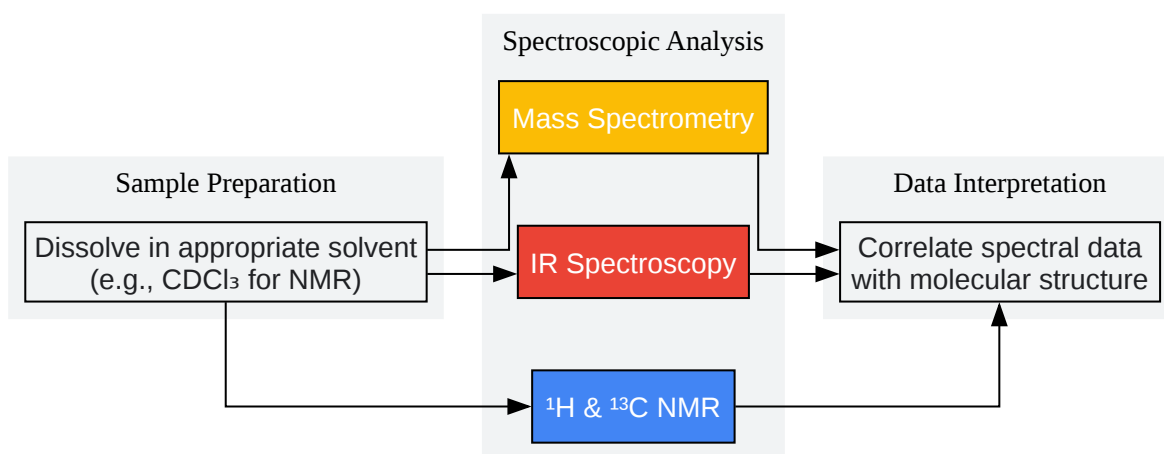 Spectroscopic Analysis
Mass Spectrometry
Sample Preparation
Dissolve in appropriate solvent
(e.g., CDCl₃ for NMR)
IR Spectroscopy
¹H & ¹³C NMR
Data Interpretation
Correlate spectral data
with molecular structure